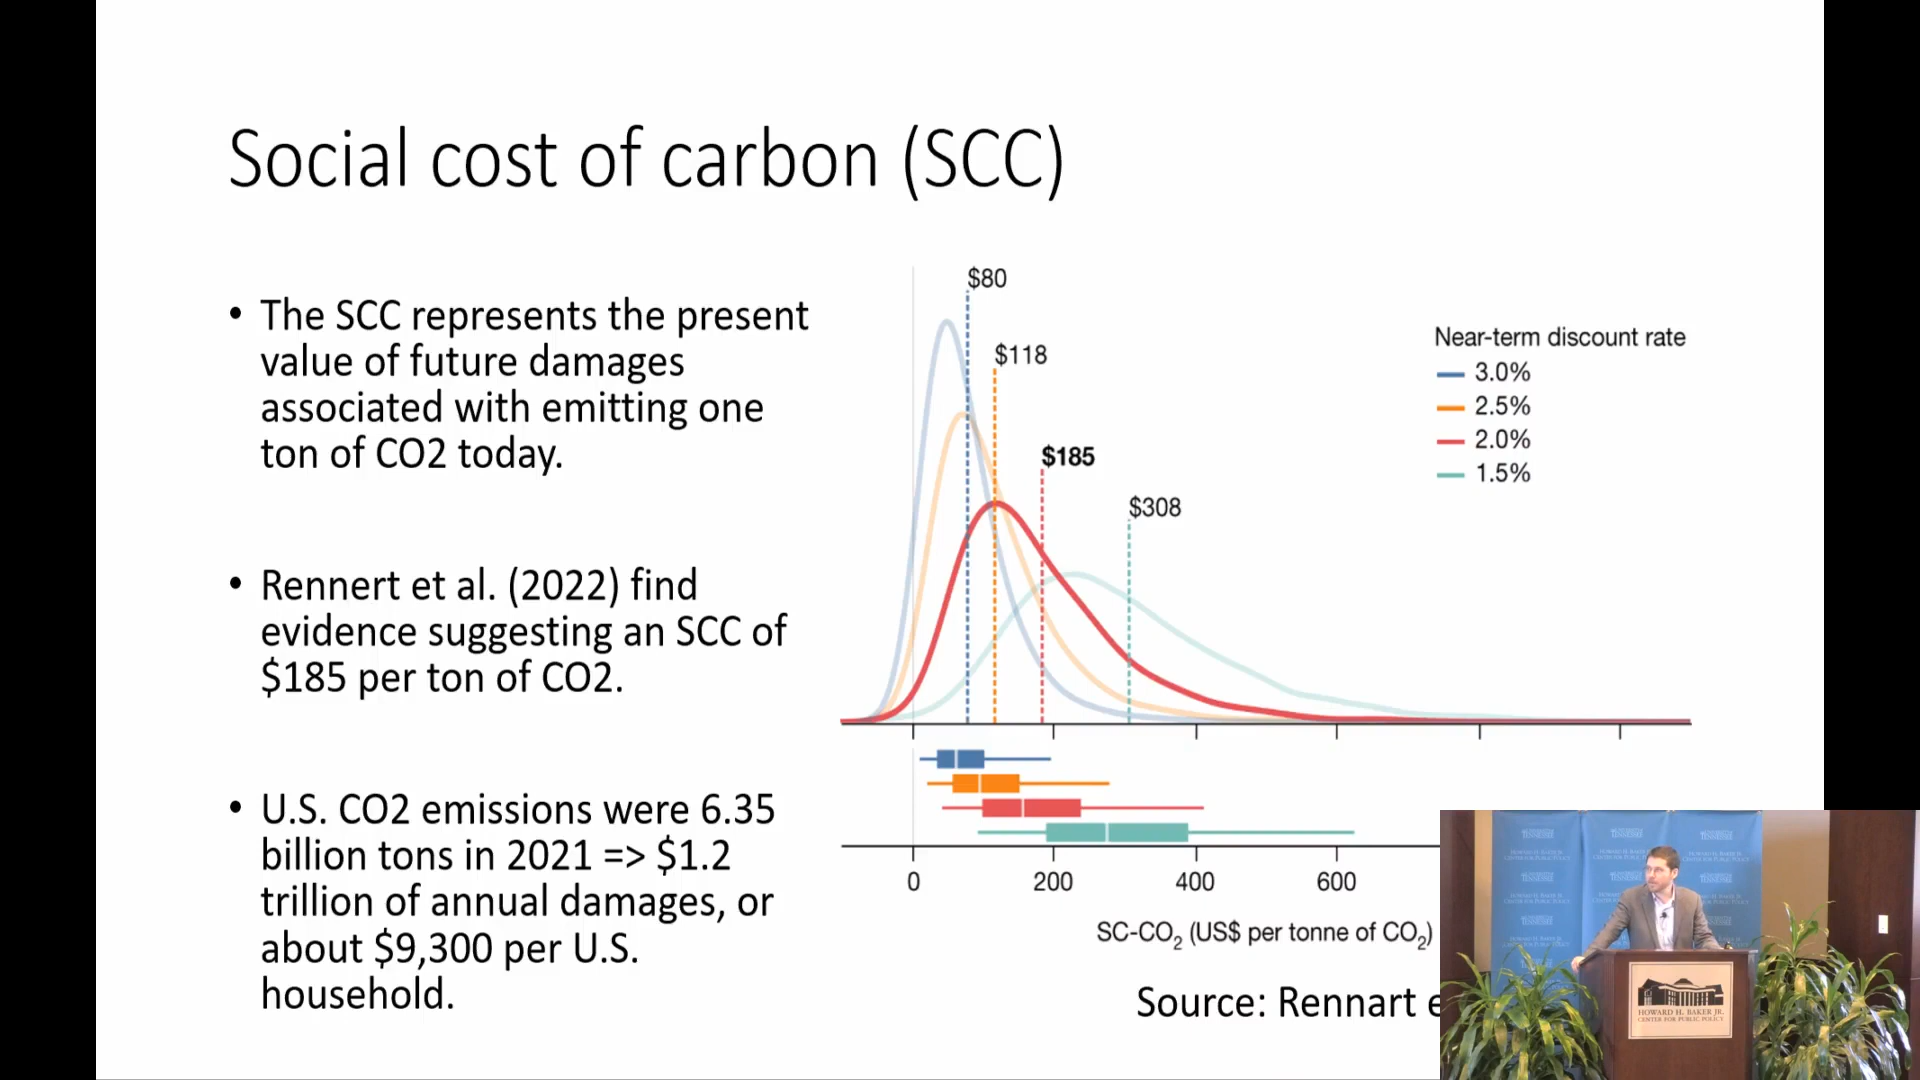 Social cost of carbon (SCC)
• The SCC represents the present
value of future damages
associated with emitting one
ton of CO2 today.
• Rennert et al. (2022) find
evidence suggesting an SCC of
$185 per ton of CO2.
• U.S. CO2 emissions were 6.35
billion tons in 2021 => $1.2
trillion of annual damages, or
about $9,300 per U.S.
household.
$80
$118
$185
$308
Near-term discount rate
3.0%
2.5%
2.0%
1.5%
0 200 400 600
SC-CO₂ (US$ per tonne of CO₂)
Source: Rennart e
HOWARD H. BAKER JR.
CENTER FOR PUBLIC POLICY